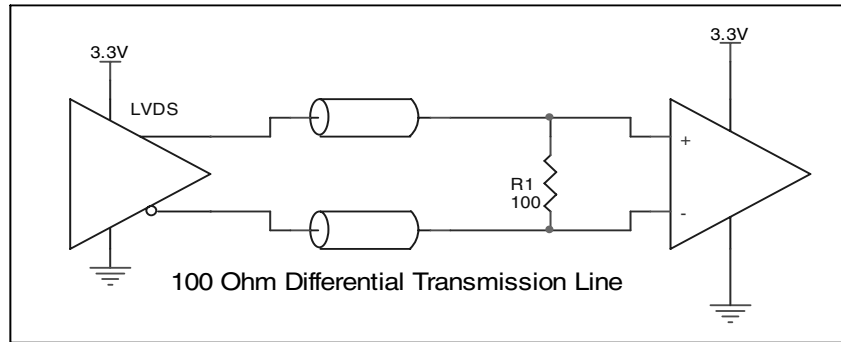 3.3V
3.3V
LVDS
+
R1
100
-
100 Ohm Differential Transmission Line